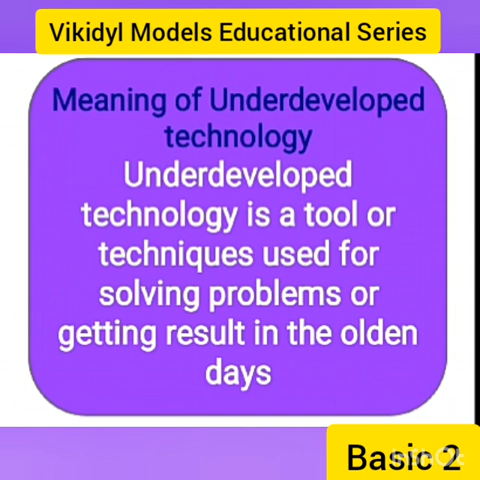 Vikidyl Models Educational Series
Meaning of Underdeveloped
technology
Underdeveloped
technology is a tool or
techniques used for
solving problems or
getting result in the olden
days
Basic 2